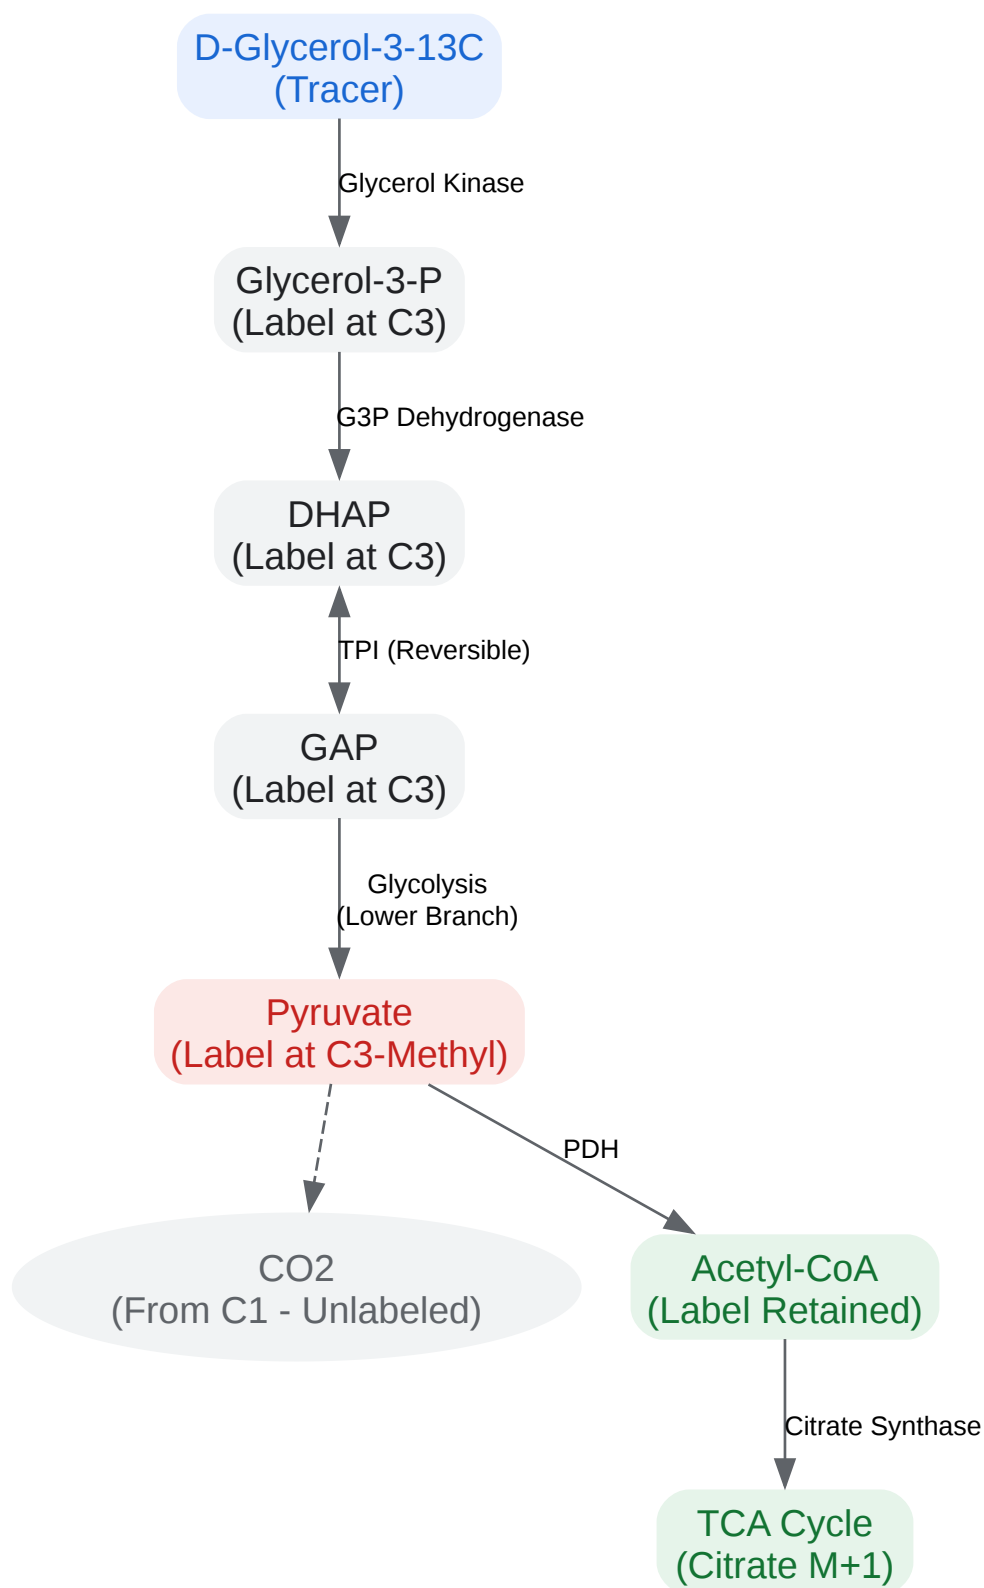 D-Glycerol-3-13C
(Tracer)
Glycerol Kinase
Glycerol-3-P
(Label at C3)
G3P Dehydrogenase
DHAP
(Label at C3)
TPI (Reversible)
GAP
(Label at C3)
Glycolysis
(Lower Branch)
Pyruvate
(Label at C3-Methyl)
PDH
CO2
(From C1 - Unlabeled)
Acetyl-CoA
(Label Retained)
Citrate Synthase
TCA Cycle
(Citrate M+1)